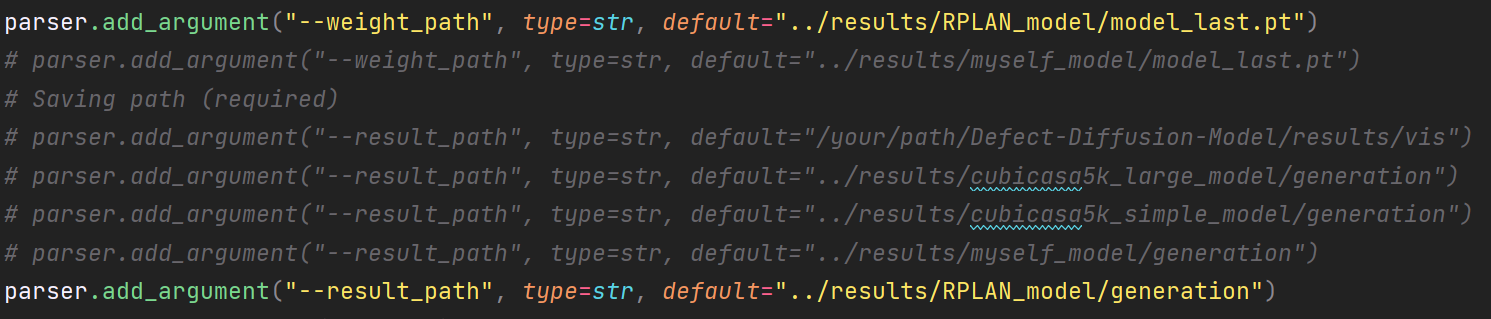 parser.add_argument("--weight_path", type=str, default="../results/RPLAN_model/model_last.pt")
# parser.add_argument("--weight_path", type=str, default="../results/myself_model/model_last.pt")
# Saving path (required)
# parser.add_argument("--result_path", type=str, default="/your/path/Defect-Diffusion-Model/results/vis")
# parser.add_argument("--result_path", type=str, default="../results/cubicasa5k_large_model/generation")
# parser.add_argument("--result_path", type=str, default="../results/cubicasa5k_simple_model/generation")
# parser.add_argument("--result_path", type=str, default="../results/myself_model/generation")
parser.add_argument("--result_path", type=str, default="../results/RPLAN_model/generation")